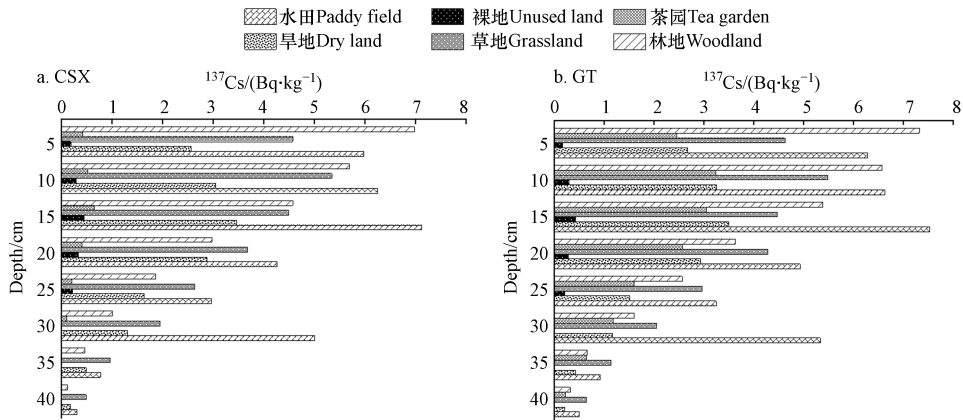 水田Paddy field 裸地Unused land 茶园Tea garden
旱地Dry land 草地Grassland 林地Woodland
a. CSX ¹³⁷Cs/(Bq·kg⁻¹)
0 1 2 3 4 5 6 7 8
Depth/cm
5
10
15
20
25
30
35
40
b. GT ¹³⁷Cs/(Bq·kg⁻¹)
0 1 2 3 4 5 6 7 8
Depth/cm
5
10
15
20
25
30
35
40